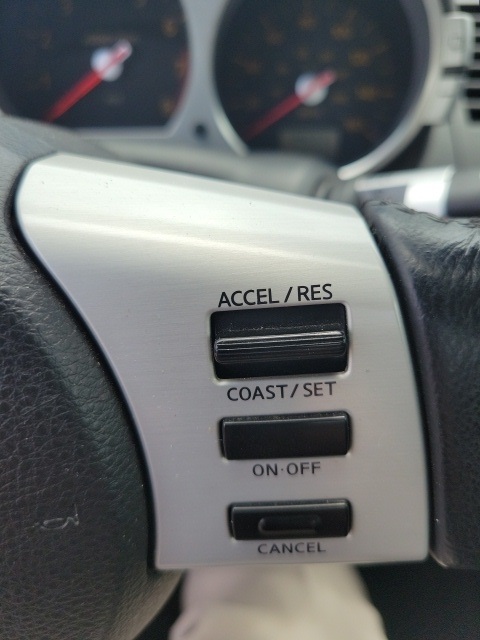 ACCEL / RES
COAST / SET
ON·OFF
CANCEL